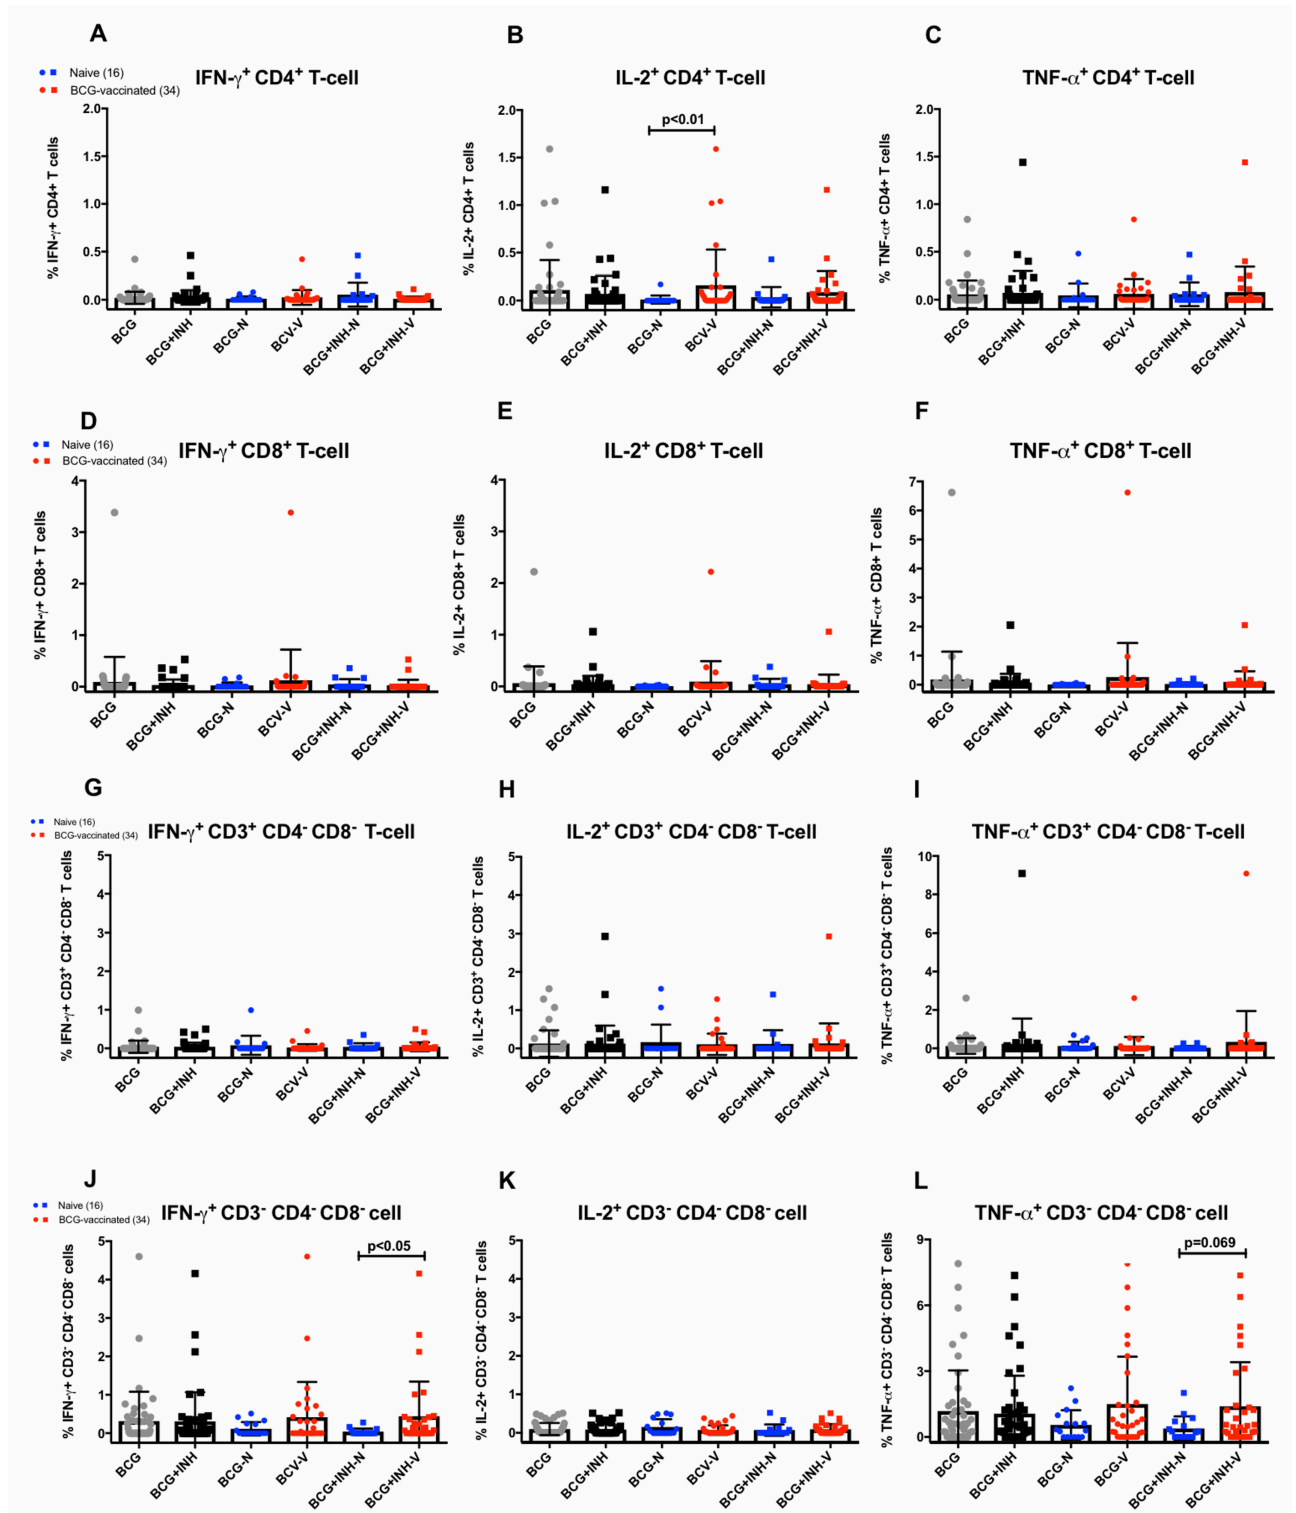 A
B
C
Naive (16)
BCG-vaccinated (34)
IFN-γ⁺ CD4⁺ T-cell
IL-2⁺ CD4⁺ T-cell
TNF-α⁺ CD4⁺ T-cell
% IFN-γ+ CD4+ T cells
2.0
1.5
1.0
0.5
0.0
BCG
BCG+INH
BCG-N
BCV-V
BCG+INH-N
BCG+INH-V
% IL-2+ CD4+ T cells
2.0
1.5
1.0
0.5
0.0
p<0.01
BCG
BCG+INH
BCG-N
BCV-V
BCG+INH-N
BCG+INH-V
% TNF-α+ CD4+ T cells
2.0
1.5
1.0
0.5
0.0
BCG
BCG+INH
BCG-N
BCV-V
BCG+INH-N
BCG+INH-V
D
E
F
Naive (16)
BCG-vaccinated (34)
IFN-γ⁺ CD8⁺ T-cell
IL-2⁺ CD8⁺ T-cell
TNF-α⁺ CD8⁺ T-cell
% IFN-γ+ CD8+ T cells
4
3
2
1
0
BCG
BCG+INH
BCG-N
BCV-V
BCG+INH-N
BCG+INH-V
% IL-2+ CD8+ T cells
4
3
2
1
0
BCG
BCG+INH
BCG-N
BCV-V
BCG+INH-N
BCG+INH-V
% TNF-α+ CD8+ T cells
7
6
5
4
3
2
1
0
BCG
BCG+INH
BCG-N
BCV-V
BCG+INH-N
BCG+INH-V
G
H
I
Naive (16)
BCG-vaccinated (34)
IFN-γ⁺ CD3⁺ CD4⁻ CD8⁻ T-cell
IL-2⁺ CD3⁺ CD4⁻ CD8⁻ T-cell
TNF-α⁺ CD3⁺ CD4⁻ CD8⁻ T-cell
% IFN-γ+ CD3⁺ CD4⁻ CD8⁻ T cells
5
4
3
2
1
0
BCG
BCG+INH
BCG-N
BCV-V
BCG+INH-N
BCG+INH-V
% IL-2+ CD3⁺ CD4⁻ CD8⁻ T cells
5
4
3
2
1
0
BCG
BCG+INH
BCG-N
BCV-V
BCG+INH-N
BCG+INH-V
% TNF-α+ CD3⁺ CD4⁻ CD8⁻ T cells
10
8
6
4
2
0
BCG
BCG+INH
BCG-N
BCV-V
BCG+INH-N
BCG+INH-V
J
K
L
Naive (16)
BCG-vaccinated (34)
IFN-γ⁺ CD3⁻ CD4⁻ CD8⁻ cell
IL-2⁺ CD3⁻ CD4⁻ CD8⁻ cell
TNF-α⁺ CD3⁻ CD4⁻ CD8⁻ cell
% IFN-γ+ CD3⁻ CD4⁻ CD8⁻ cells
5
4
3
2
1
0
p<0.05
BCG
BCG+INH
BCG-N
BCV-V
BCG+INH-N
BCG+INH-V
% IL-2+ CD3⁻ CD4⁻ CD8⁻ T cells
5
4
3
2
1
0
BCG
BCG+INH
BCG-N
BCV-V
BCG+INH-N
BCG+INH-V
% TNF-α+ CD3⁻ CD4⁻ CD8⁻ T cells
9
6
3
0
p=0.069
BCG
BCG+INH
BCG-N
BCG-V
BCG+INH-N
BCG+INH-V